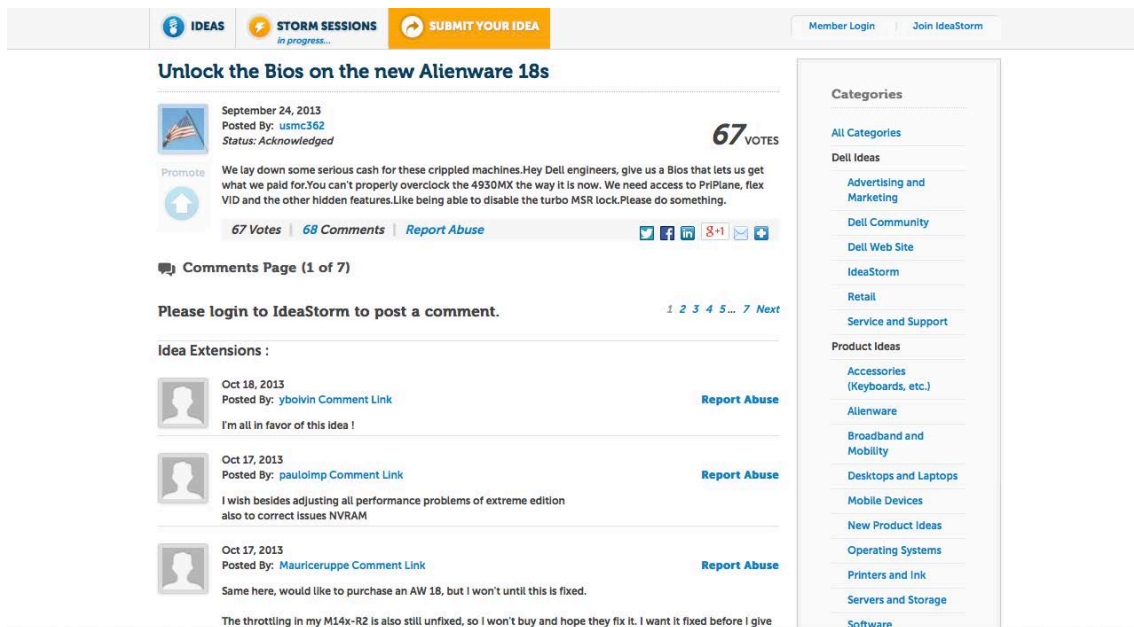 IDEAS
STORM SESSIONS
in progress...
SUBMIT YOUR IDEA
Member Login
Join IdeaStorm
Unlock the Bios on the new Alienware 18s
September 24, 2013
Posted By: usmc362
Status: Acknowledged
67 VOTES
Promote
We lay down some serious cash for these crippled machines.Hey Dell engineers, give us a Bios that lets us get
what we paid for.You can't properly overclock the 4930MX the way it is now. We need access to PriPlane, flex
VID and the other hidden features.Like being able to disable the turbo MSR lock.Please do something.
67 Votes | 68 Comments | Report Abuse
g+1
Comments Page (1 of 7)
Please login to IdeaStorm to post a comment.
1 2 3 4 5... 7 Next
Idea Extensions :
Oct 18, 2013
Posted By: yboivin Comment Link
Report Abuse
I'm all in favor of this idea !
Oct 17, 2013
Posted By: pauloimp Comment Link
Report Abuse
I wish besides adjusting all performance problems of extreme edition
also to correct issues NVRAM
Oct 17, 2013
Posted By: Mauriceruppe Comment Link
Report Abuse
Same here, would like to purchase an AW 18, but I won't until this is fixed.
The throttling in my M14x-R2 is also still unfixed, so I won't buy and hope they fix it. I want it fixed before I give
Categories
All Categories
Dell Ideas
Advertising and
Marketing
Dell Community
Dell Web Site
IdeaStorm
Retail
Service and Support
Product Ideas
Accessories
(Keyboards, etc.)
Alienware
Broadband and
Mobility
Desktops and Laptops
Mobile Devices
New Product Ideas
Operating Systems
Printers and Ink
Servers and Storage
Software